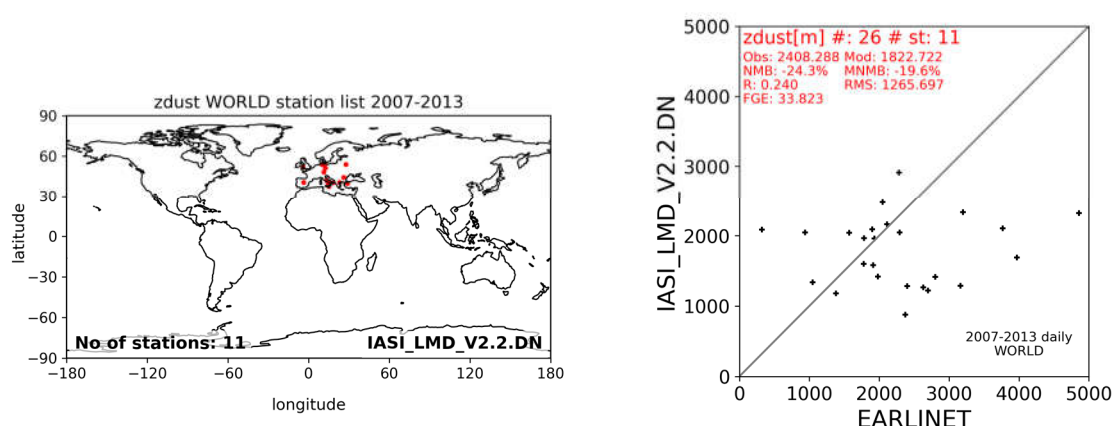 zdust WORLD station list 2007-2013
90
60
30
0
−30
−60
−90
latitude
No of stations: 11 IASI_LMD_V2.2.DN
−180 −120 −60 0 60 120 180
longitude
5000
4000
3000
2000
1000
0
IASI_LMD_V2.2.DN
zdust[m] #: 26 # st: 11
Obs: 2408.288 Mod: 1822.722
NMB: -24.3% MNMB: -19.6%
R: 0.240 RMS: 1265.697
FGE: 33.823
2007-2013 daily
WORLD
0 1000 2000 3000 4000 5000
EARLINET